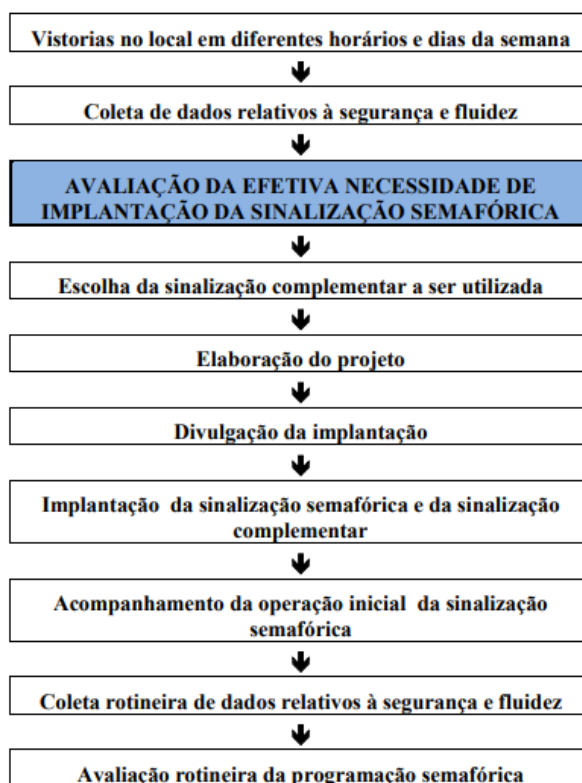 Vistorias no local em diferentes horários e dias da semana
Coleta de dados relativos à segurança e fluidez
AVALIAÇÃO DA EFETIVA NECESSIDADE DE
IMPLANTAÇÃO DA SINALIZAÇÃO SEMAFÓRICA
Escolha da sinalização complementar a ser utilizada
Elaboração do projeto
Divulgação da implantação
Implantação da sinalização semafórica e da sinalização
complementar
Acompanhamento da operação inicial da sinalização
semafórica
Coleta rotineira de dados relativos à segurança e fluidez
Avaliação rotineira da programação semafórica